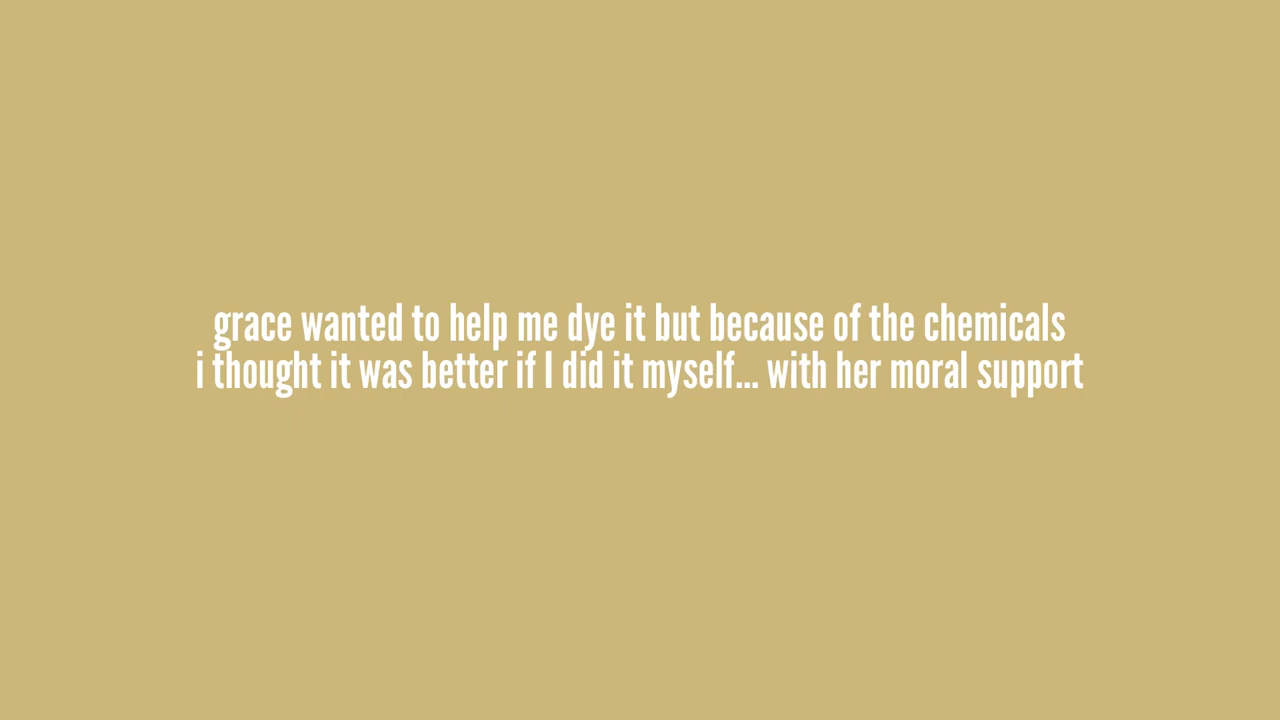 grace wanted to help me dye it but because of the chemicals
i thought it was better if I did it myself... with her moral support